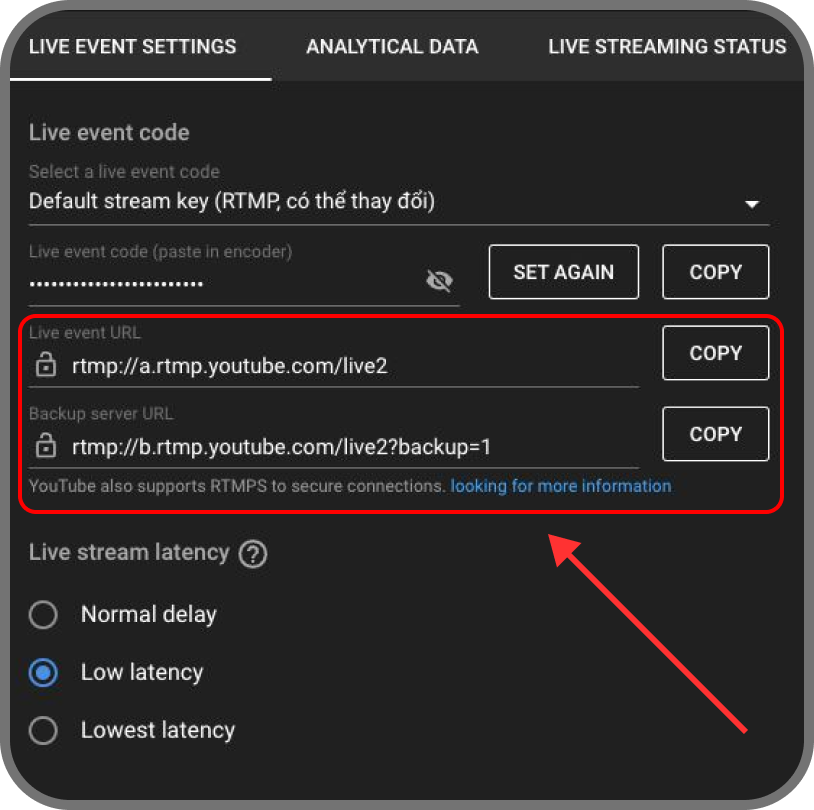 LIVE EVENT SETTINGS ANALYTICAL DATA LIVE STREAMING STATUS
Live event code
Select a live event code
Default stream key (RTMP, có thể thay đổi)
Live event code (paste in encoder)
•••••••••••••••••••••••• SET AGAIN COPY
Live event URL
rtmp://a.rtmp.youtube.com/live2 COPY
Backup server URL
rtmp://b.rtmp.youtube.com/live2?backup=1 COPY
YouTube also supports RTMPS to secure connections. looking for more information
Live stream latency ?
Normal delay
Low latency
Lowest latency